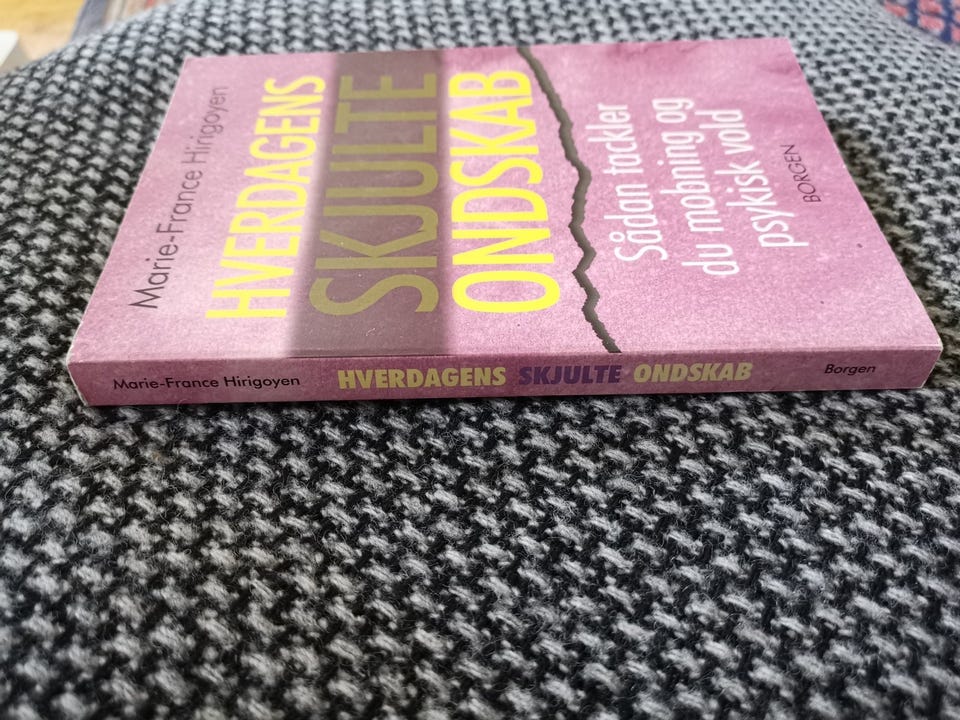 Marie-France Hirigoyen
HVERDAGENS
SKJULTE
ONDSKAB
Sådan tackler
du mobning og
psykisk vold
BORGEN
Marie-France Hirigoyen HVERDAGENS SKJULTE ONDSKAB Borgen